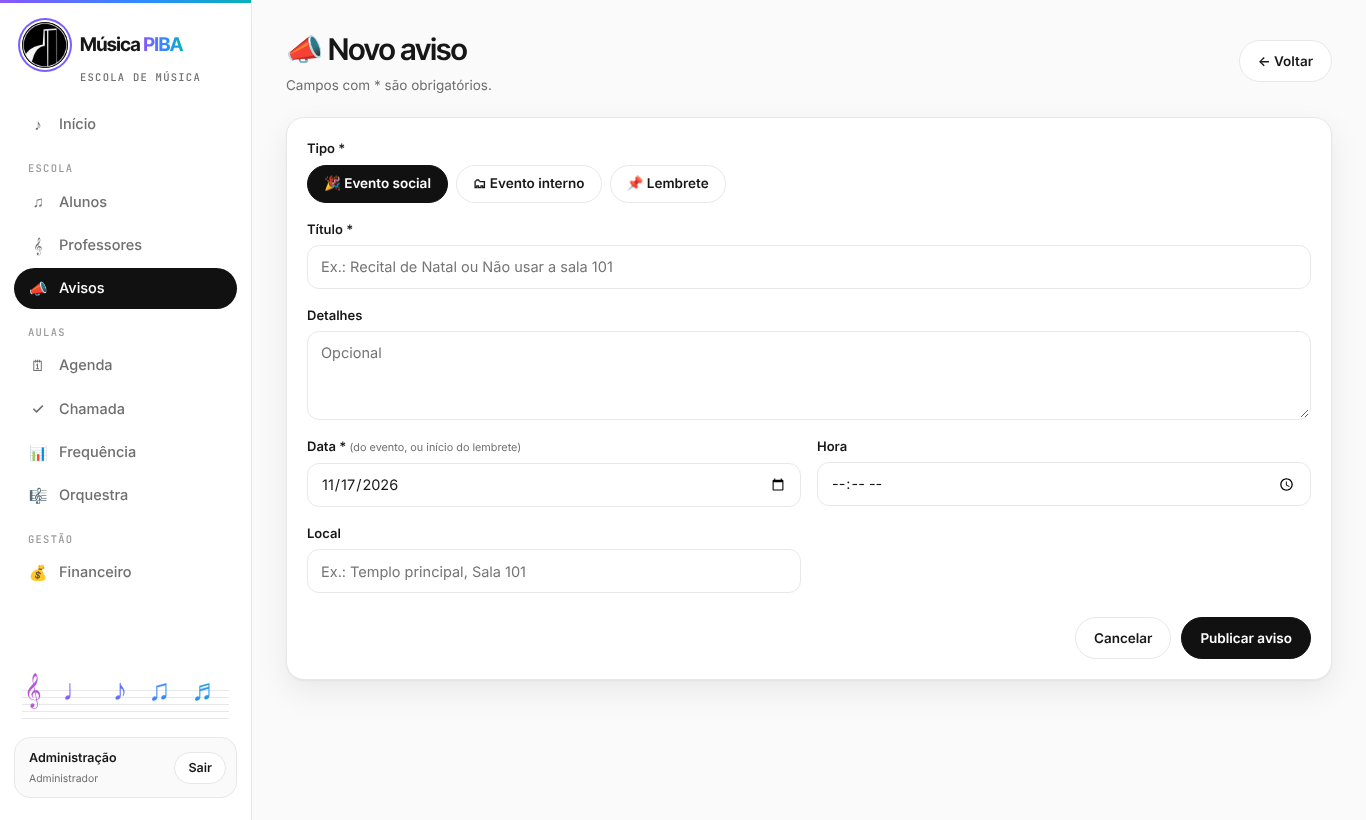 Música PIBA
ESCOLA DE MÚSICA
Início
ESCOLA
Alunos
Professores
Avisos
AULAS
Agenda
Chamada
Frequência
Orquestra
GESTÃO
Financeiro
Administração
Administrador
Sair
Novo aviso
Campos com * são obrigatórios.
← Voltar
Tipo *
Evento social
Evento interno
Lembrete
Título *
Ex.: Recital de Natal ou Não usar a sala 101
Detalhes
Opcional
Data * (do evento, ou início do lembrete)
11/17/2026
Hora
--:-- --
Local
Ex.: Templo principal, Sala 101
Cancelar
Publicar aviso